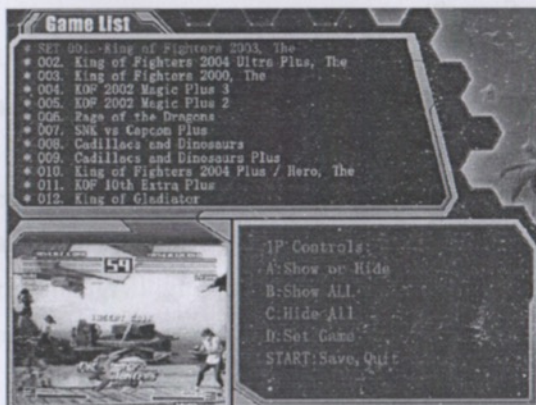 Game List
* SET 001. King of Fighters 2003, The
* 002. King of Fighters 2004 Ultra Plus, The
* 003. King of Fighters 2000, The
* 004. KOF 2002 Magic Plus 3
* 005. KOF 2002 Magic Plus 2
* 006. Rage of the Dragons
* 007. SNK vs Capcom Plus
* 008. Cadillacs and Dinosaurs
* 009. Cadillacs and Dinosaurs Plus
* 010. King of Fighters 2004 Plus / Hero, The
* 011. KOF 10th Extra Plus
* 012. King of Gladiator
54
1P Controls:
A:Show or Hide
B:Show ALL
C:Hide All
D:Set Game
START:Save,Quit